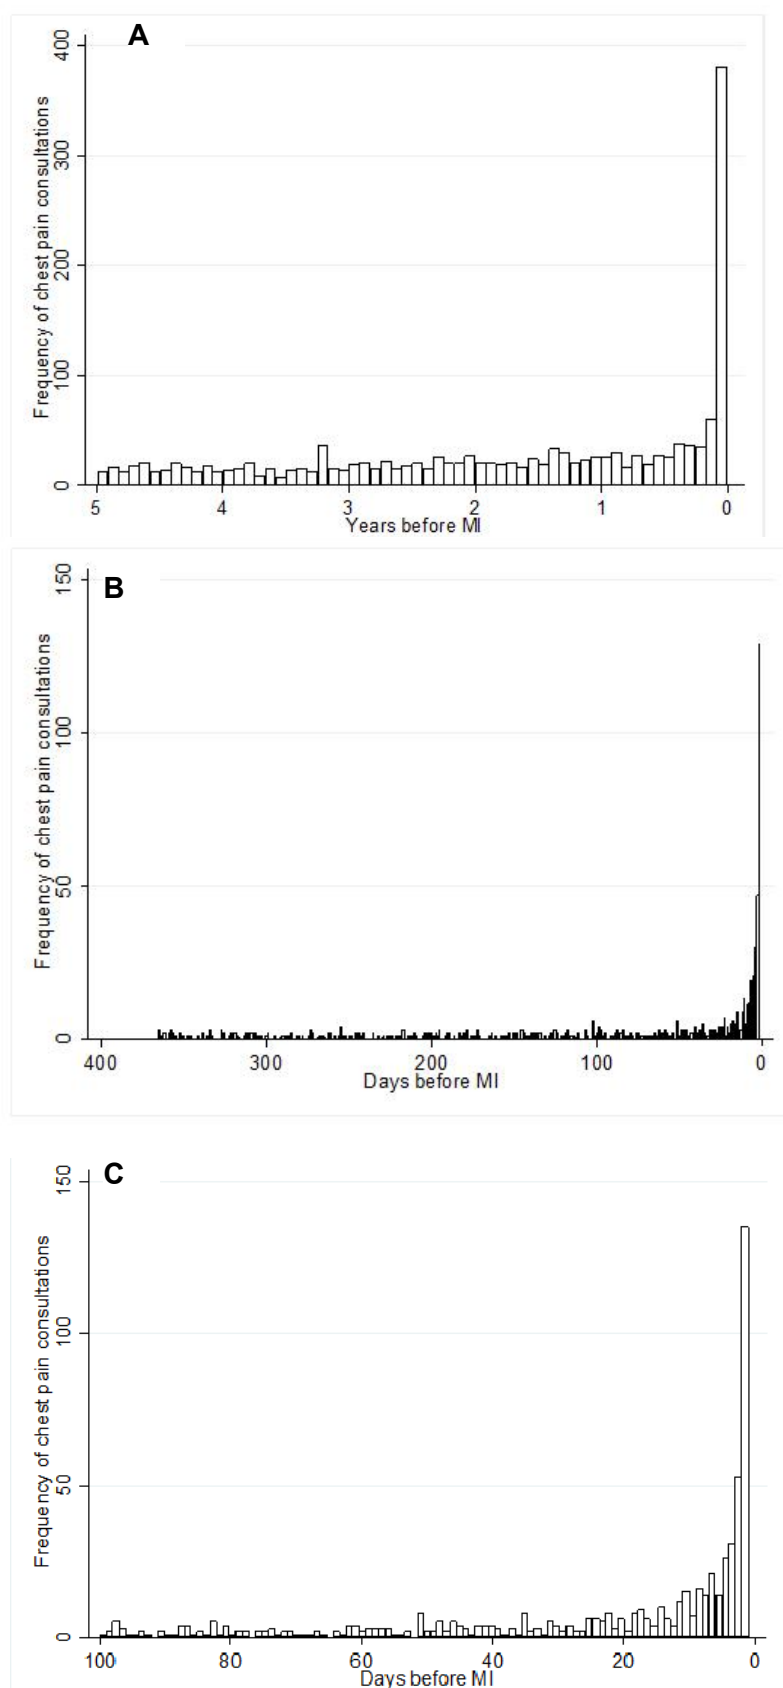 A
Frequency of chest pain consultations
400
300
200
100
0
5 4 3 2 1 0
Years before MI
B
Frequency of chest pain consultations
150
100
50
0
400 300 200 100 0
Days before MI
C
Frequency of chest pain consultations
150
100
50
0
100 80 60 40 20 0
Days before MI